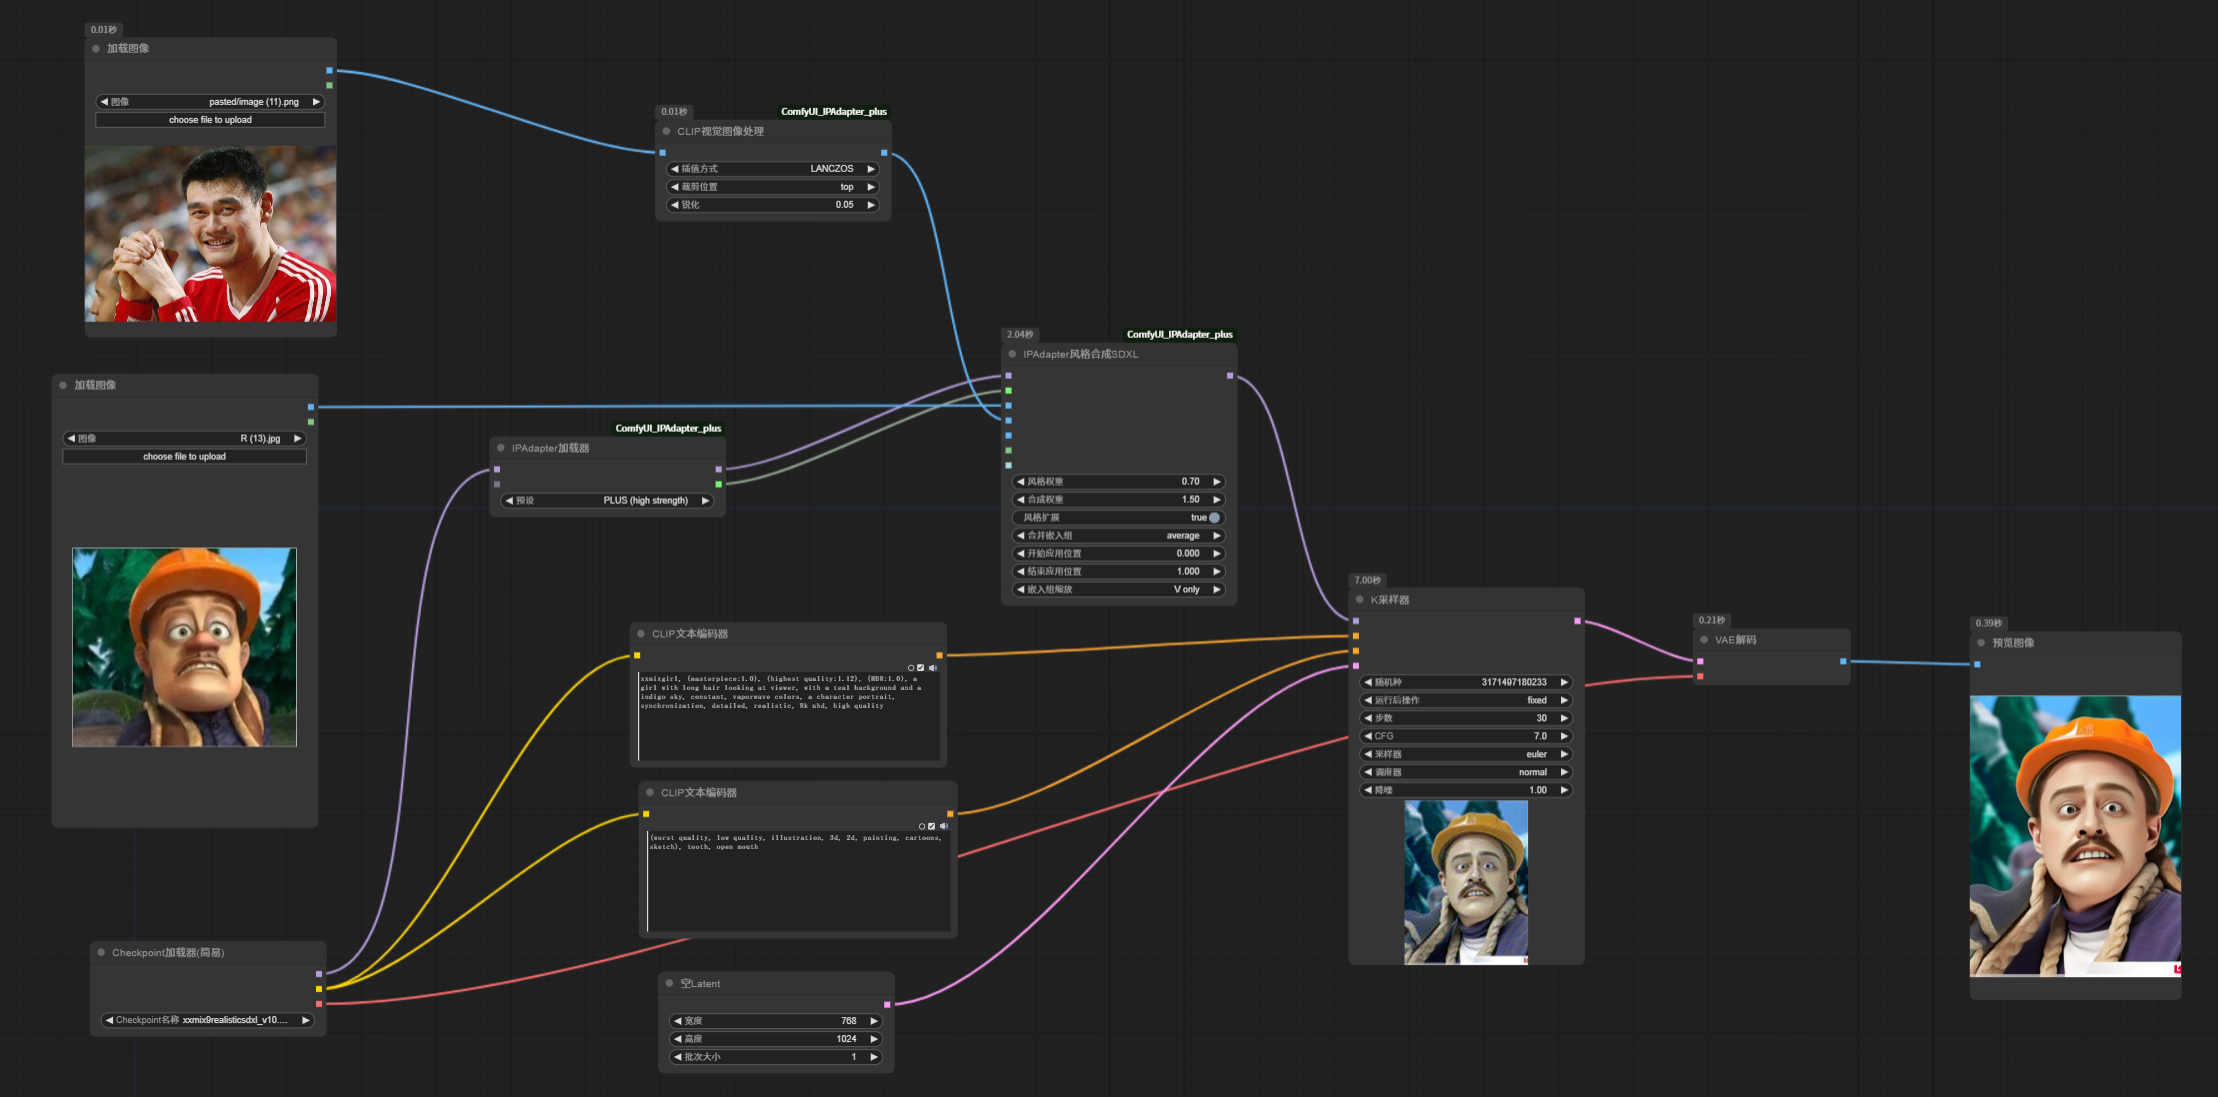 0.01秒
加载图像
图像 pasted/image (11).png
choose file to upload
0.01秒 ComfyUI_IPAdapter_plus
CLIP视觉图像处理
插值方式 LANCZOS
裁剪位置 top
锐化 0.05
加载图像
图像 R (13).jpg
choose file to upload
ComfyUI_IPAdapter_plus
IPAdapter加载器
预设 PLUS (high strength)
2.04秒 ComfyUI_IPAdapter_plus
IPAdapter风格合成SDXL
风格权重 0.70
合成权重 1.50
风格扩展 true
合并嵌入组 average
开始应用位置 0.000
结束应用位置 1.000
嵌入组缩放 V only
CLIP文本编码器
xxmixgirl, (masterpiece:1.0), (highest quality:1.12), (HDR:1.0), a
girl with long hair looking at viewer, with a teal background and a
indigo sky, constant, vaporwave colors, a character portrait,
synchronization, detailed, realistic, 8k uhd, high quality
CLIP文本编码器
(worst quality, low quality, illustration, 3d, 2d, painting, cartoons,
sketch), tooth, open mouth
Checkpoint加载器(简易)
Checkpoint名称 xxmix9realisticsdxl_v10....
空Latent
宽度 768
高度 1024
批次大小 1
7.00秒
K采样器
随机种 3171497180233
运行后操作 fixed
步数 30
CFG 7.0
采样器 euler
调度器 normal
降噪 1.00
0.21秒
VAE解码
0.39秒
预览图像